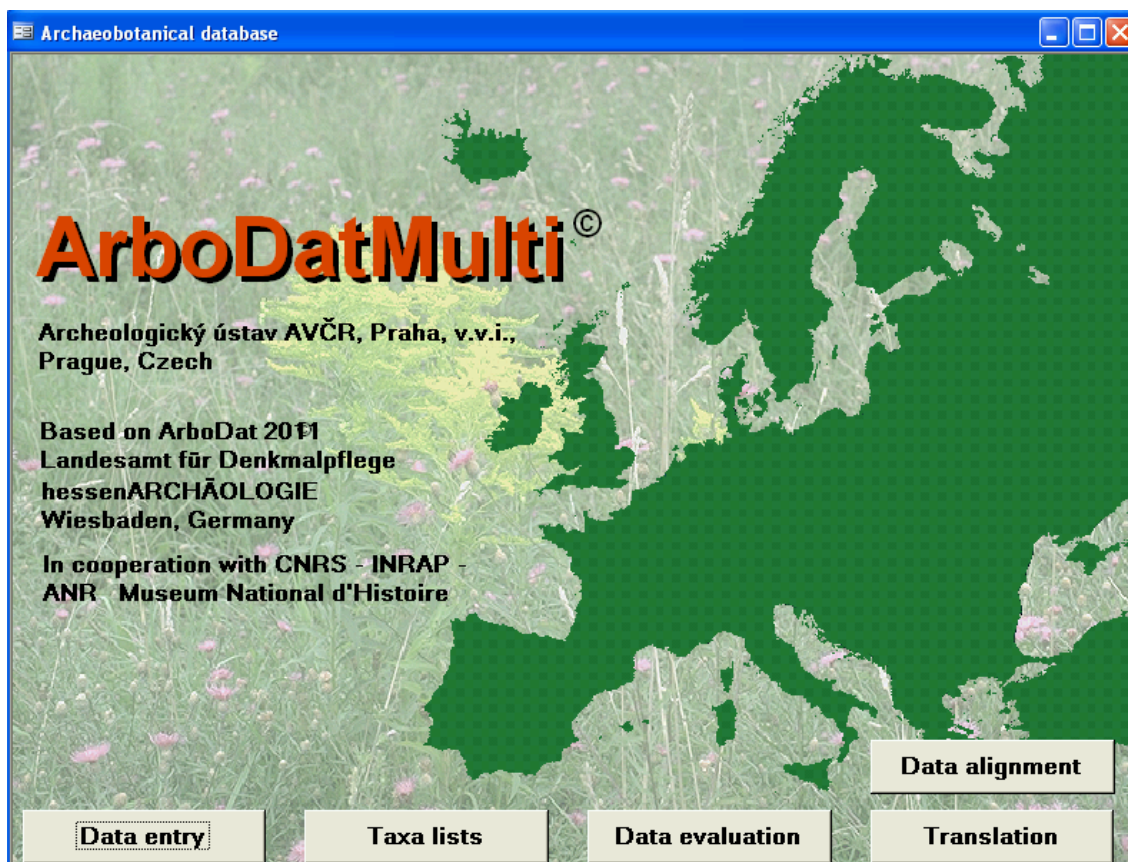 Archaeobotanical database
ArboDatMulti©
Archeologický ústav AVČR, Praha, v.v.i.,
Prague, Czech
Based on ArboDat 2011
Landesamt für Denkmalpflege
hessenARCHÄOLOGIE
Wiesbaden, Germany
In cooperation with CNRS - INRAP -
ANR Museum National d'Histoire
Data alignment
Data entry
Taxa lists
Data evaluation
Translation